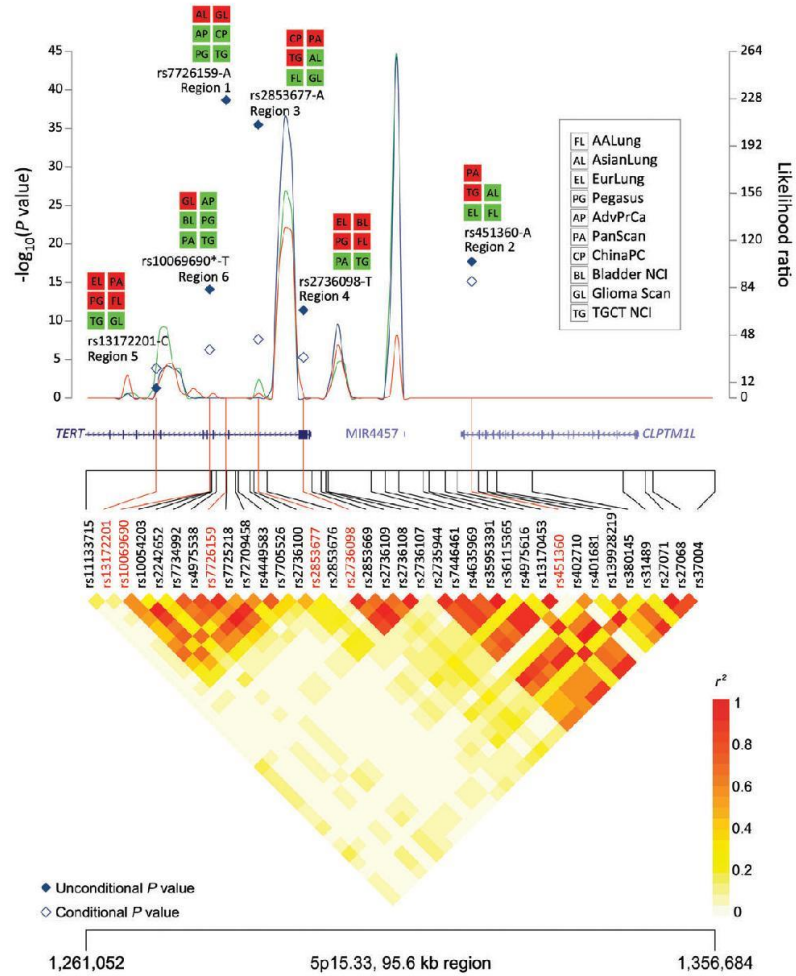 AL GL
AP CP
PG TG
rs7726159-A
Region 1
CP PA
TG AL
FL GL
rs2853677-A
Region 3
GL AP
BL PG
PA TG
rs10069690*-T
Region 6
EL BL
PG FL
PA TG
rs2736098-T
Region 4
EL PA
PG FL
TG GL
rs13172201-C
Region 5
PA
TG AL
EL FL
rs451360-A
Region 2
45
40
35
30
25
20
15
10
5
0
-log10(P value)
264
228
192
156
120
84
48
12
0
Likelihood ratio
FL AALung
AL AsianLung
EL EurLung
PG Pegasus
AP AdvPrCa
PA PanScan
CP ChinaPC
BL Bladder NCI
GL Glioma Scan
TG TGCT NCI
TERT
MIR4457
CLPTM1L
rs11133715
rs13172201
rs10069690
rs10054203
rs2242652
rs7734992
rs4975538
rs7726159
rs7725218
rs72709458
rs4449583
rs7705526
rs2736100
rs2853677
rs2853676
rs2736098
rs2853669
rs2736109
rs2736108
rs2736107
rs2735944
rs7446461
rs4635969
rs35953391
rs36115365
rs4975616
rs13170453
rs451360
rs402710
rs401681
rs139928219
rs380145
rs31489
rs27071
rs27068
rs37004
r²
1
0.8
0.6
0.4
0.2
0
Unconditional P value
Conditional P value
1,261,052
5p15.33, 95.6 kb region
1,356,684